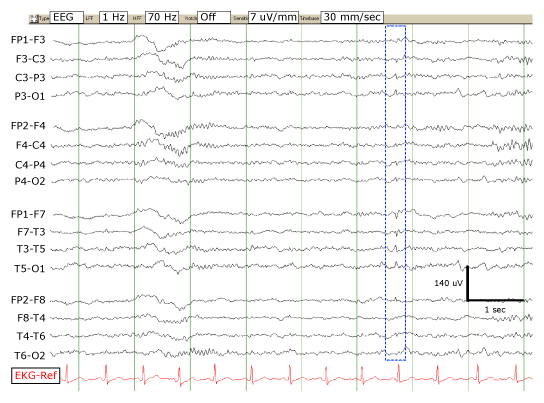 Type EEG LFF 1 Hz HFF 70 Hz Notch Off Sensiti 7 uV/mm Timebase 30 mm/sec
FP1-F3
F3-C3
C3-P3
P3-O1
FP2-F4
F4-C4
C4-P4
P4-O2
FP1-F7
F7-T3
T3-T5
T5-O1
140 uV
1 sec
FP2-F8
F8-T4
T4-T6
T6-O2
EKG-Ref